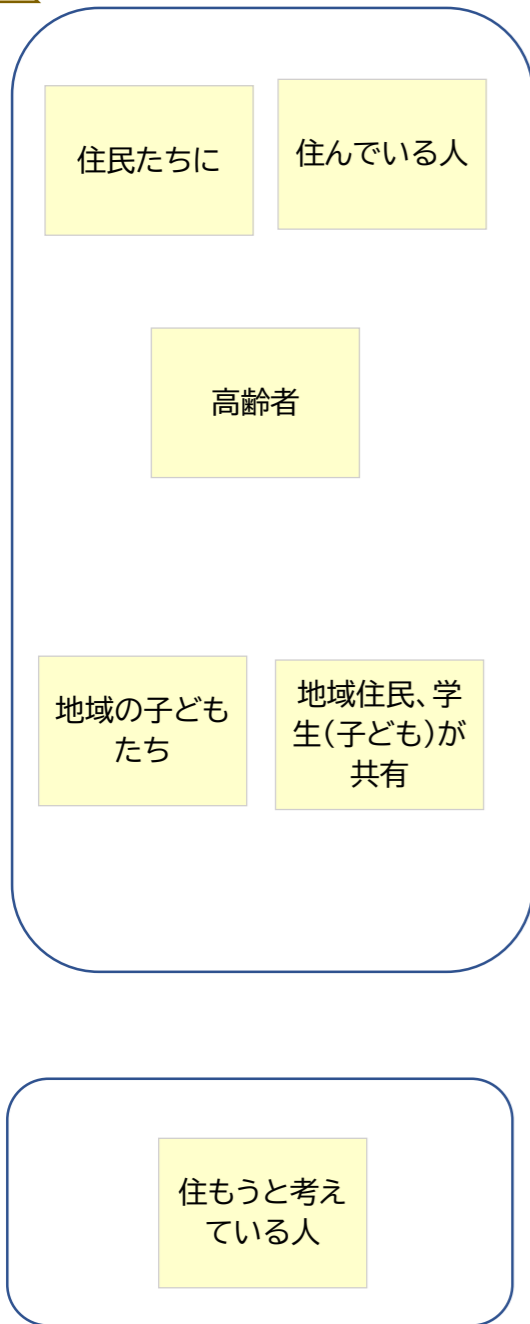 住民たちに
住んでいる人
高齢者
地域の子ども
たち
地域住民、学
生(子ども)が
共有
住もうと考え
ている人